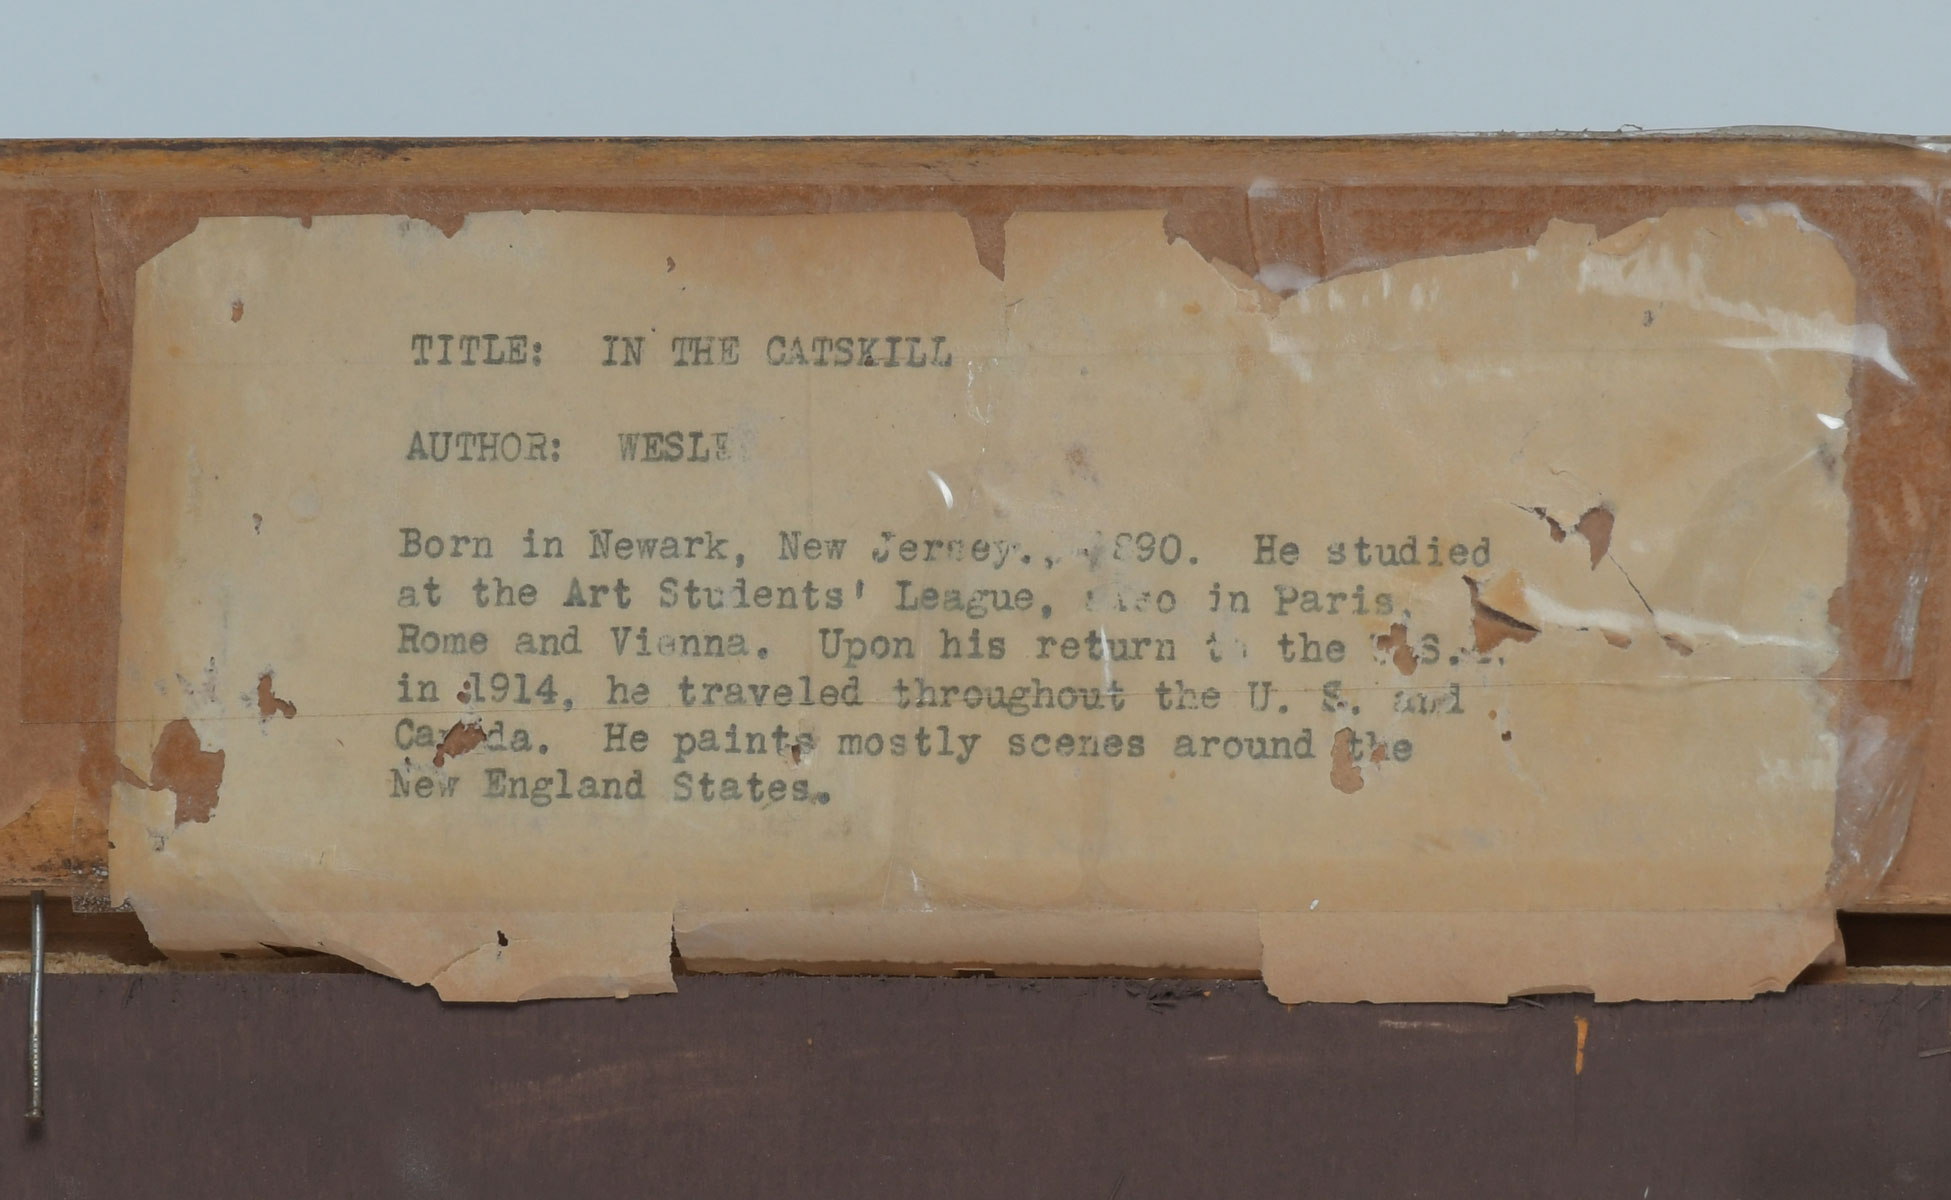 TITLE: IN THE CATSKILL
AUTHOR: WESLE
Born in Newark, New Jersey., 1890. He studied
at the Art Students' League, also in Paris,
Rome and Vienna. Upon his return to the U.S.A.
in 1914, he traveled throughout the U. S. and
Canada. He paints mostly scenes around the
New England States.